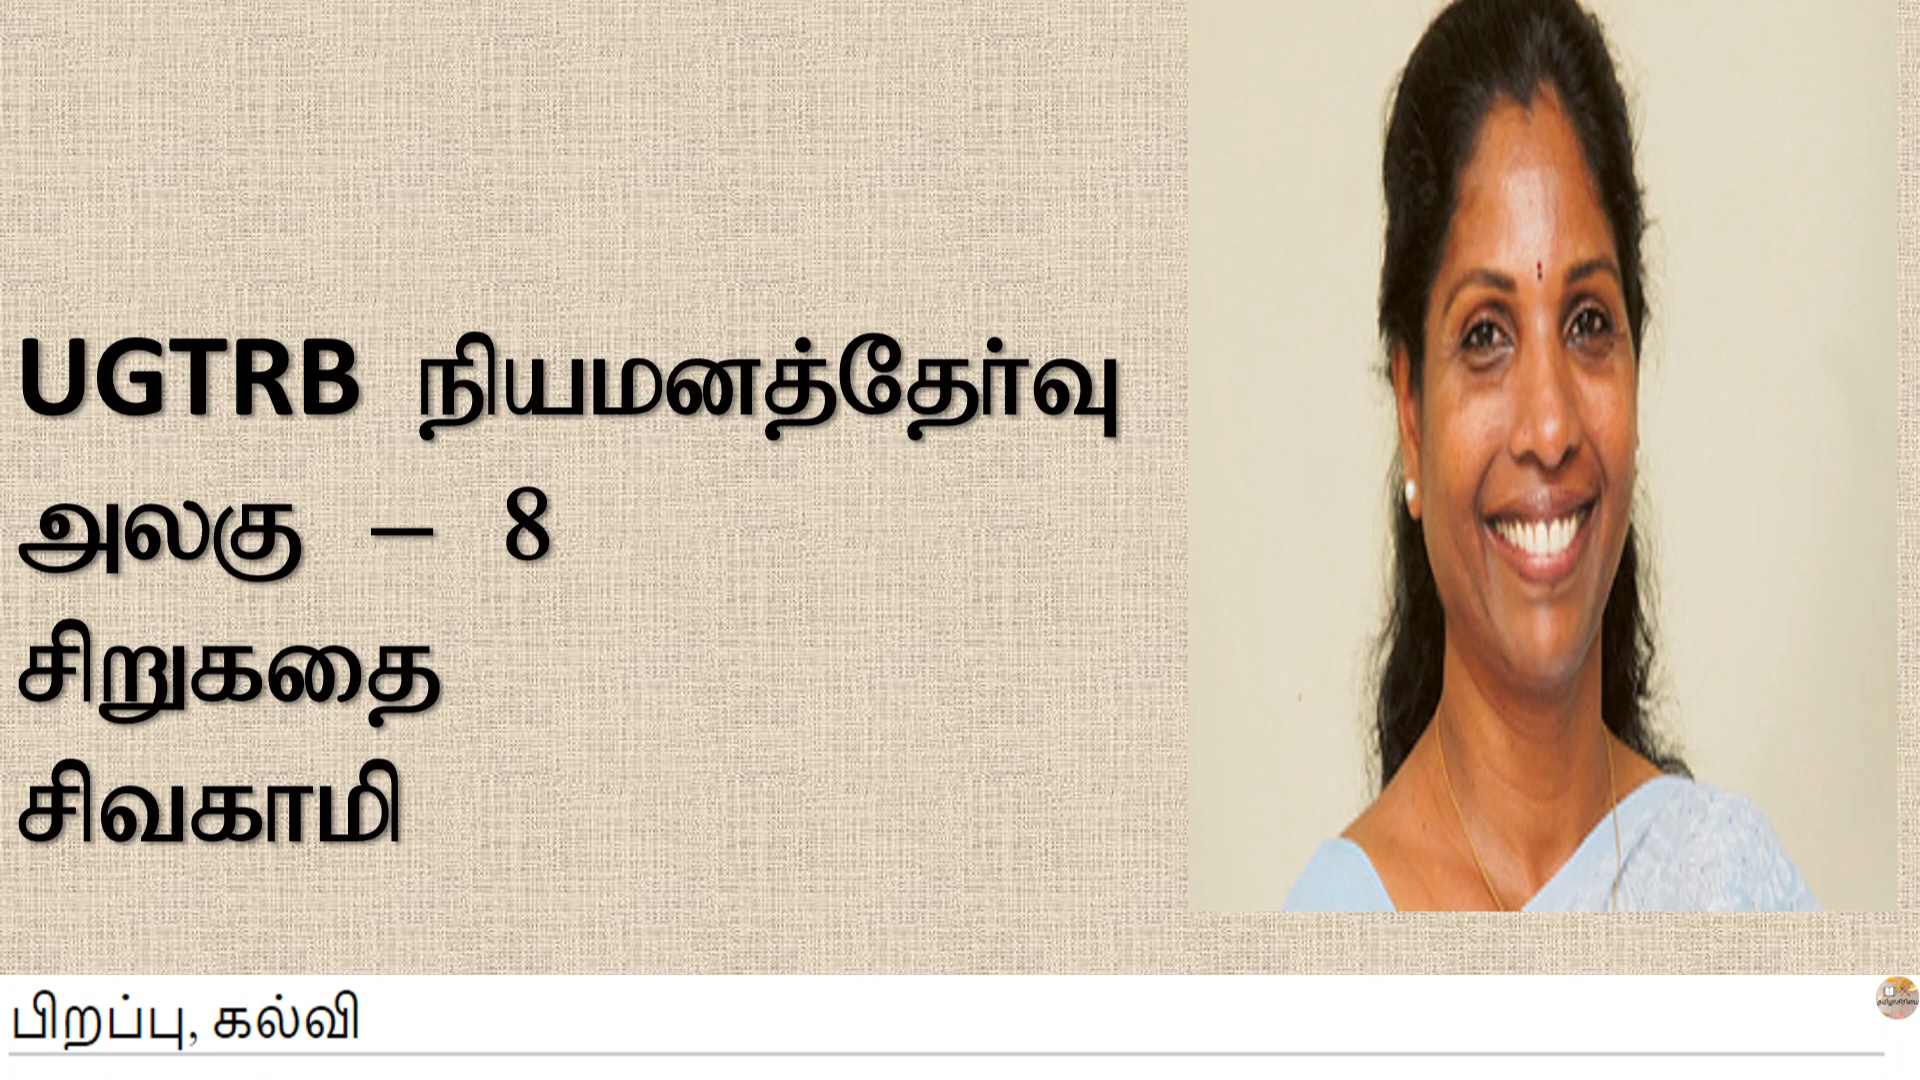 UGTRB நியமனத்தேர்வு
அலகு – 8
சிறுகதை
சிவகாமி
பிறப்பு, கல்வி